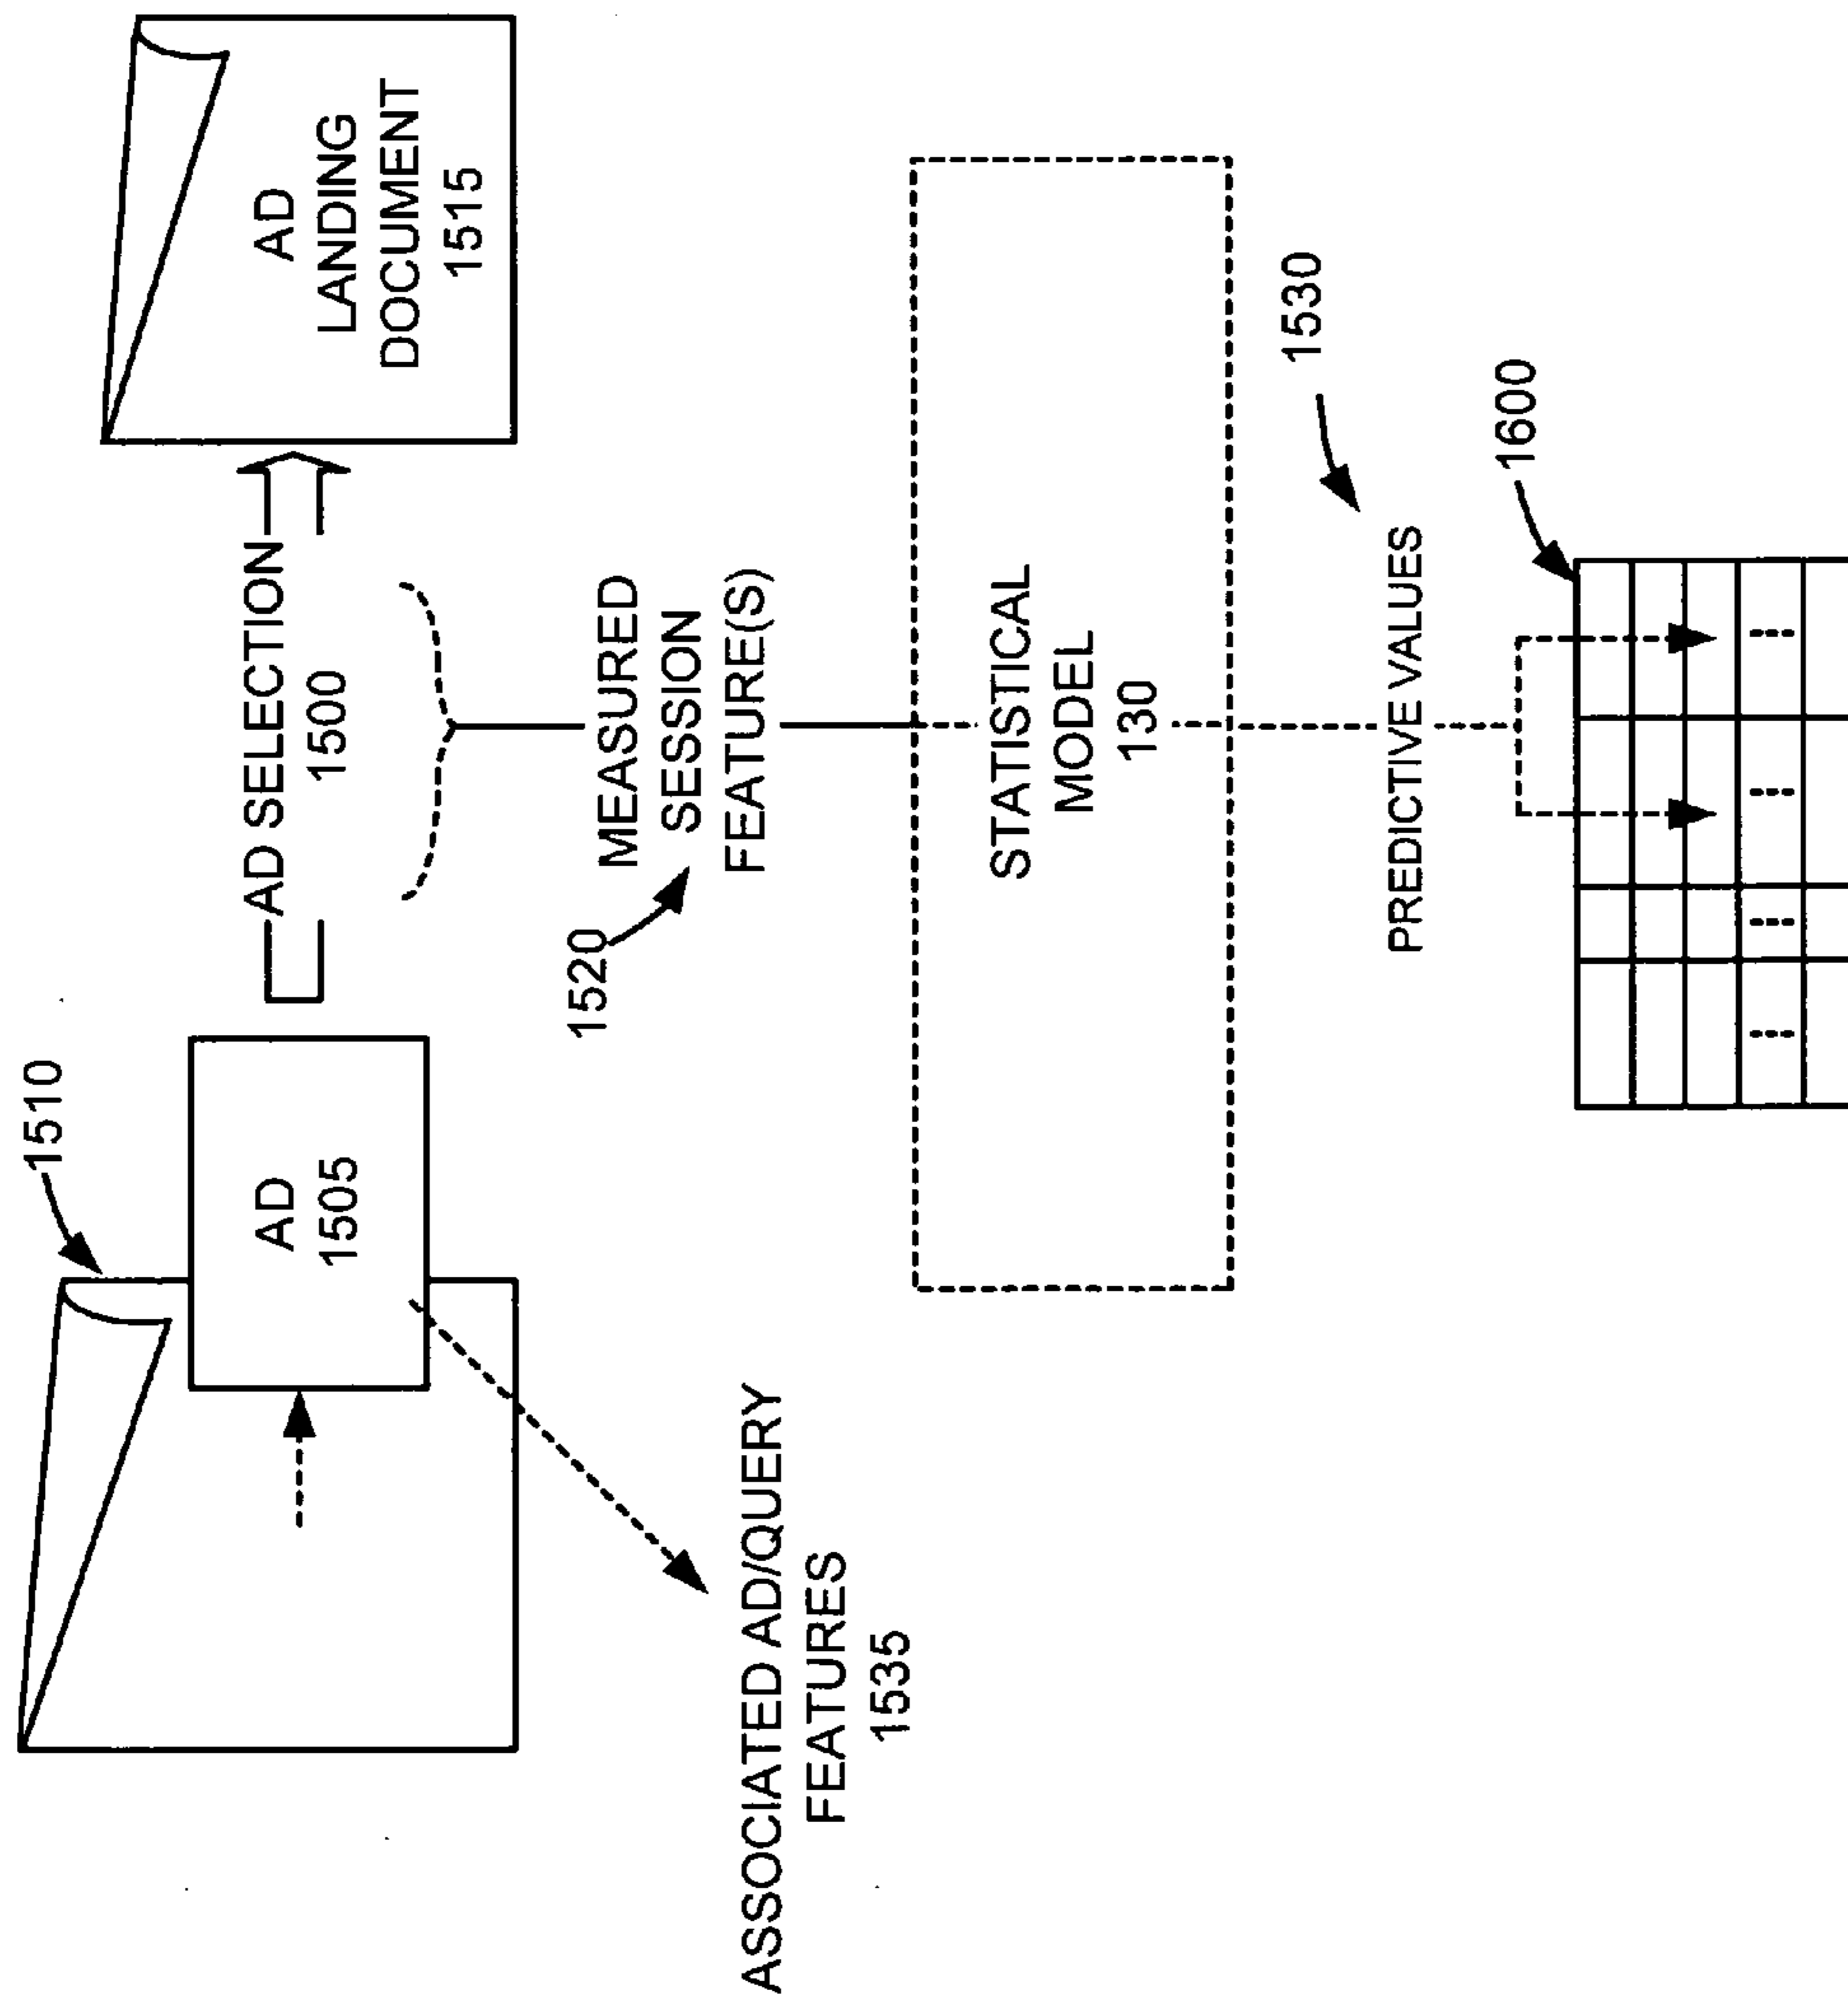 1510
AD
1505
AD SELECTION
1500
AD
LANDING
DOCUMENT
1515
1520
MEASURED
SESSION
FEATURE(S)
ASSOCIATED AD/QUERY
FEATURES
1535
STATISTICAL
MODEL
130
1530
PREDICTIVE VALUES
1600